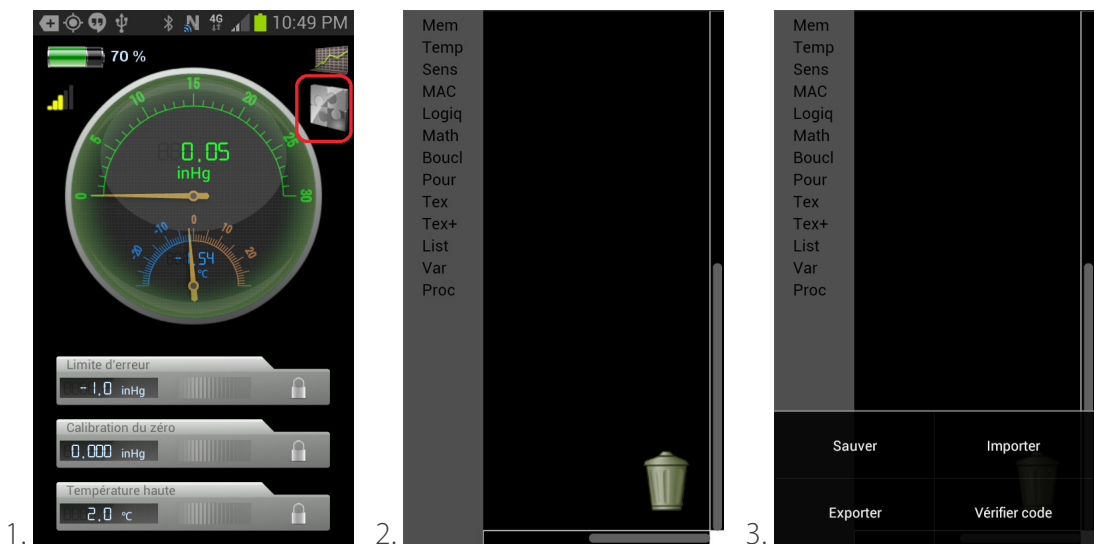 4G 10:49 PM
70 %
0 5 10 15 20 25 30
0,05
inHg
-20 -10 0 10 20
-1,54
°C
Limite d'erreur
-1,0 inHg
Calibration du zéro
0,000 inHg
Température haute
2,0 °C
1.
Mem
Temp
Sens
MAC
Logiq
Math
Boucl
Pour
Tex
Tex+
List
Var
Proc
2.
Mem
Temp
Sens
MAC
Logiq
Math
Boucl
Pour
Tex
Tex+
List
Var
Proc
Sauver Importer
Exporter Vérifier code
3.